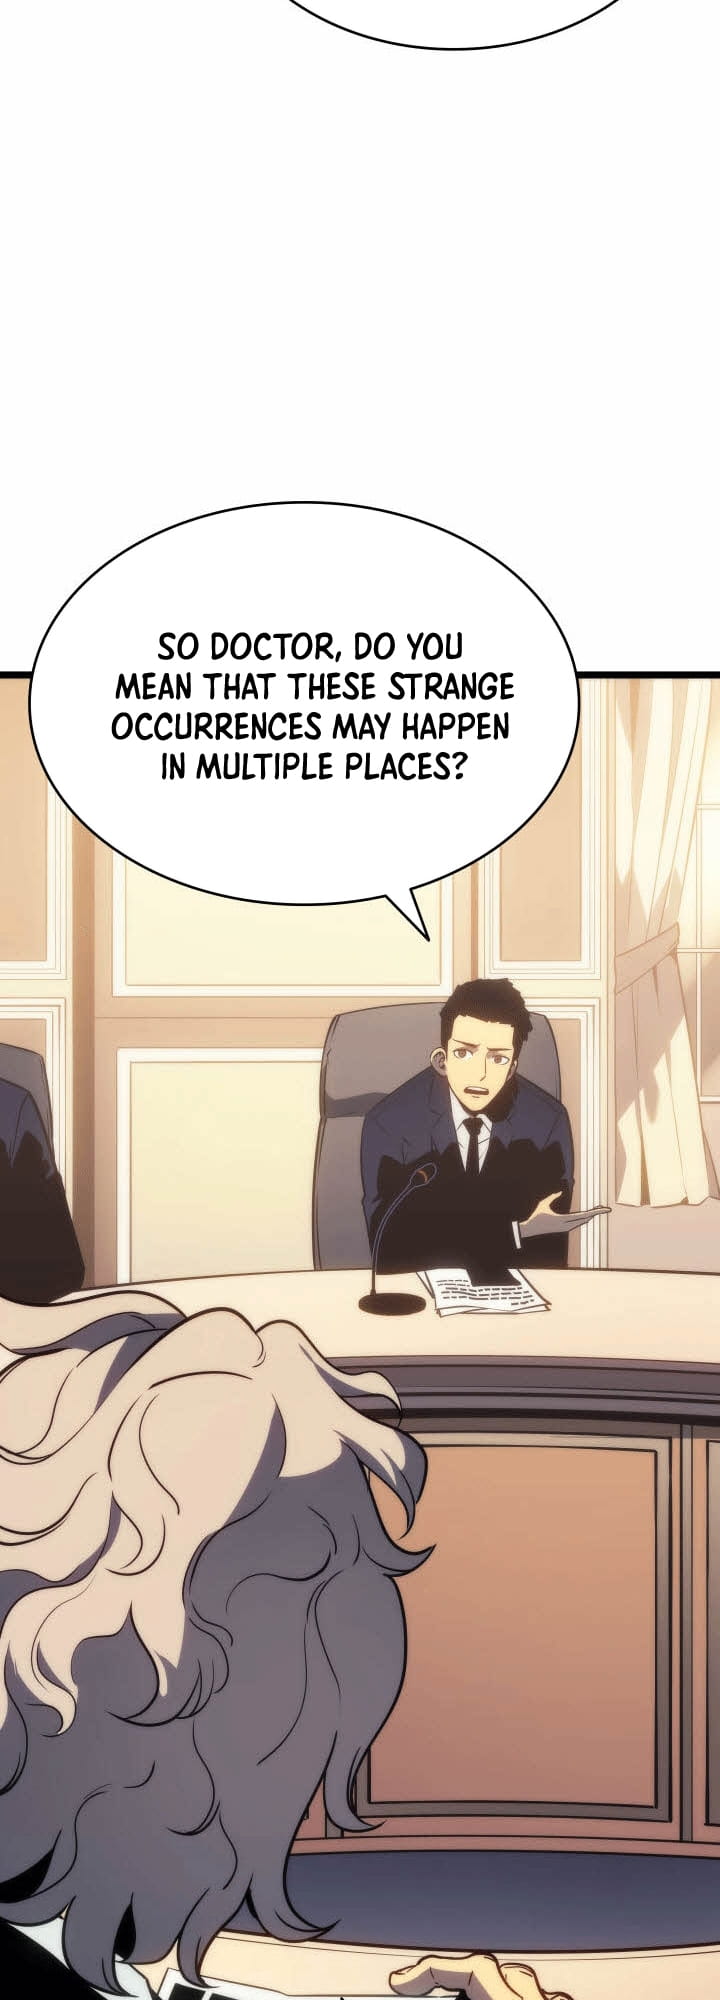 SO DOCTOR, DO YOU
MEAN THAT THESE STRANGE
OCCURRENCES MAY HAPPEN
IN MULTIPLE PLACES?